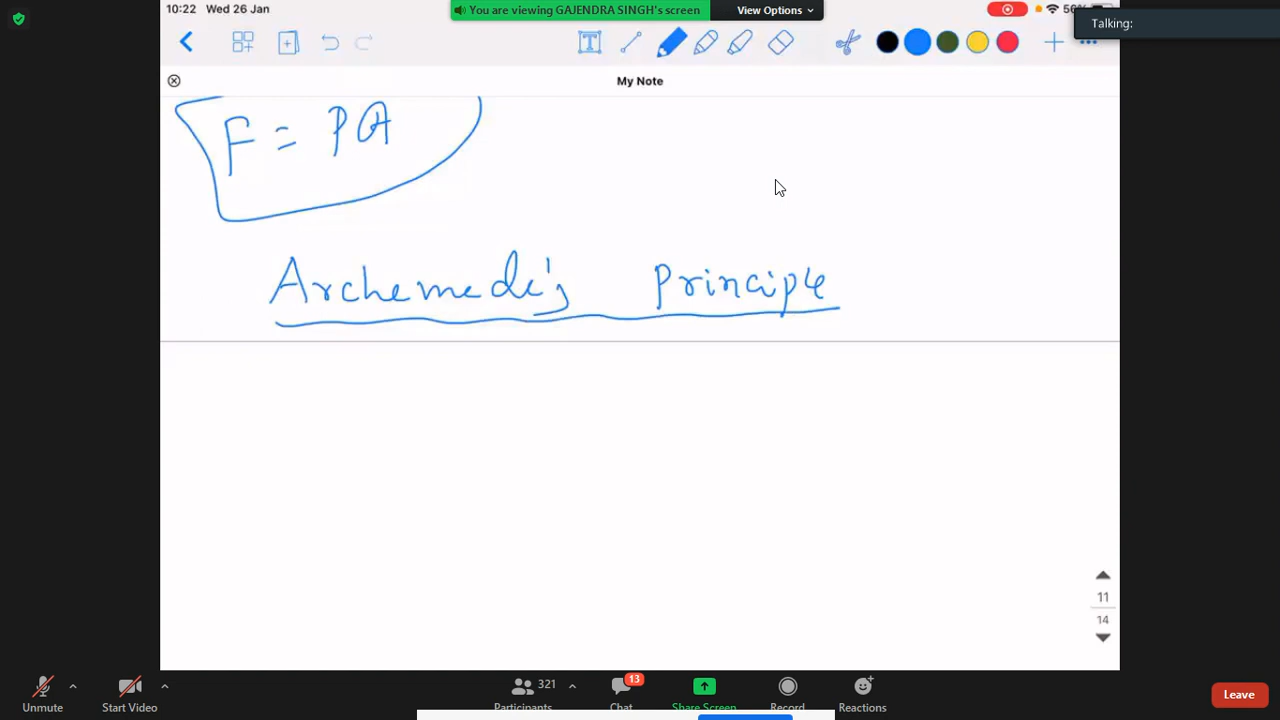 10:22 Wed 26 Jan
You are viewing GAJENDRA SINGH's screen
View Options
Talking:
My Note
F = PA
Archemede's Principle
11
14
Unmute
Start Video
321
Participants
13
Chat
Share Screen
Record
Reactions
Leave